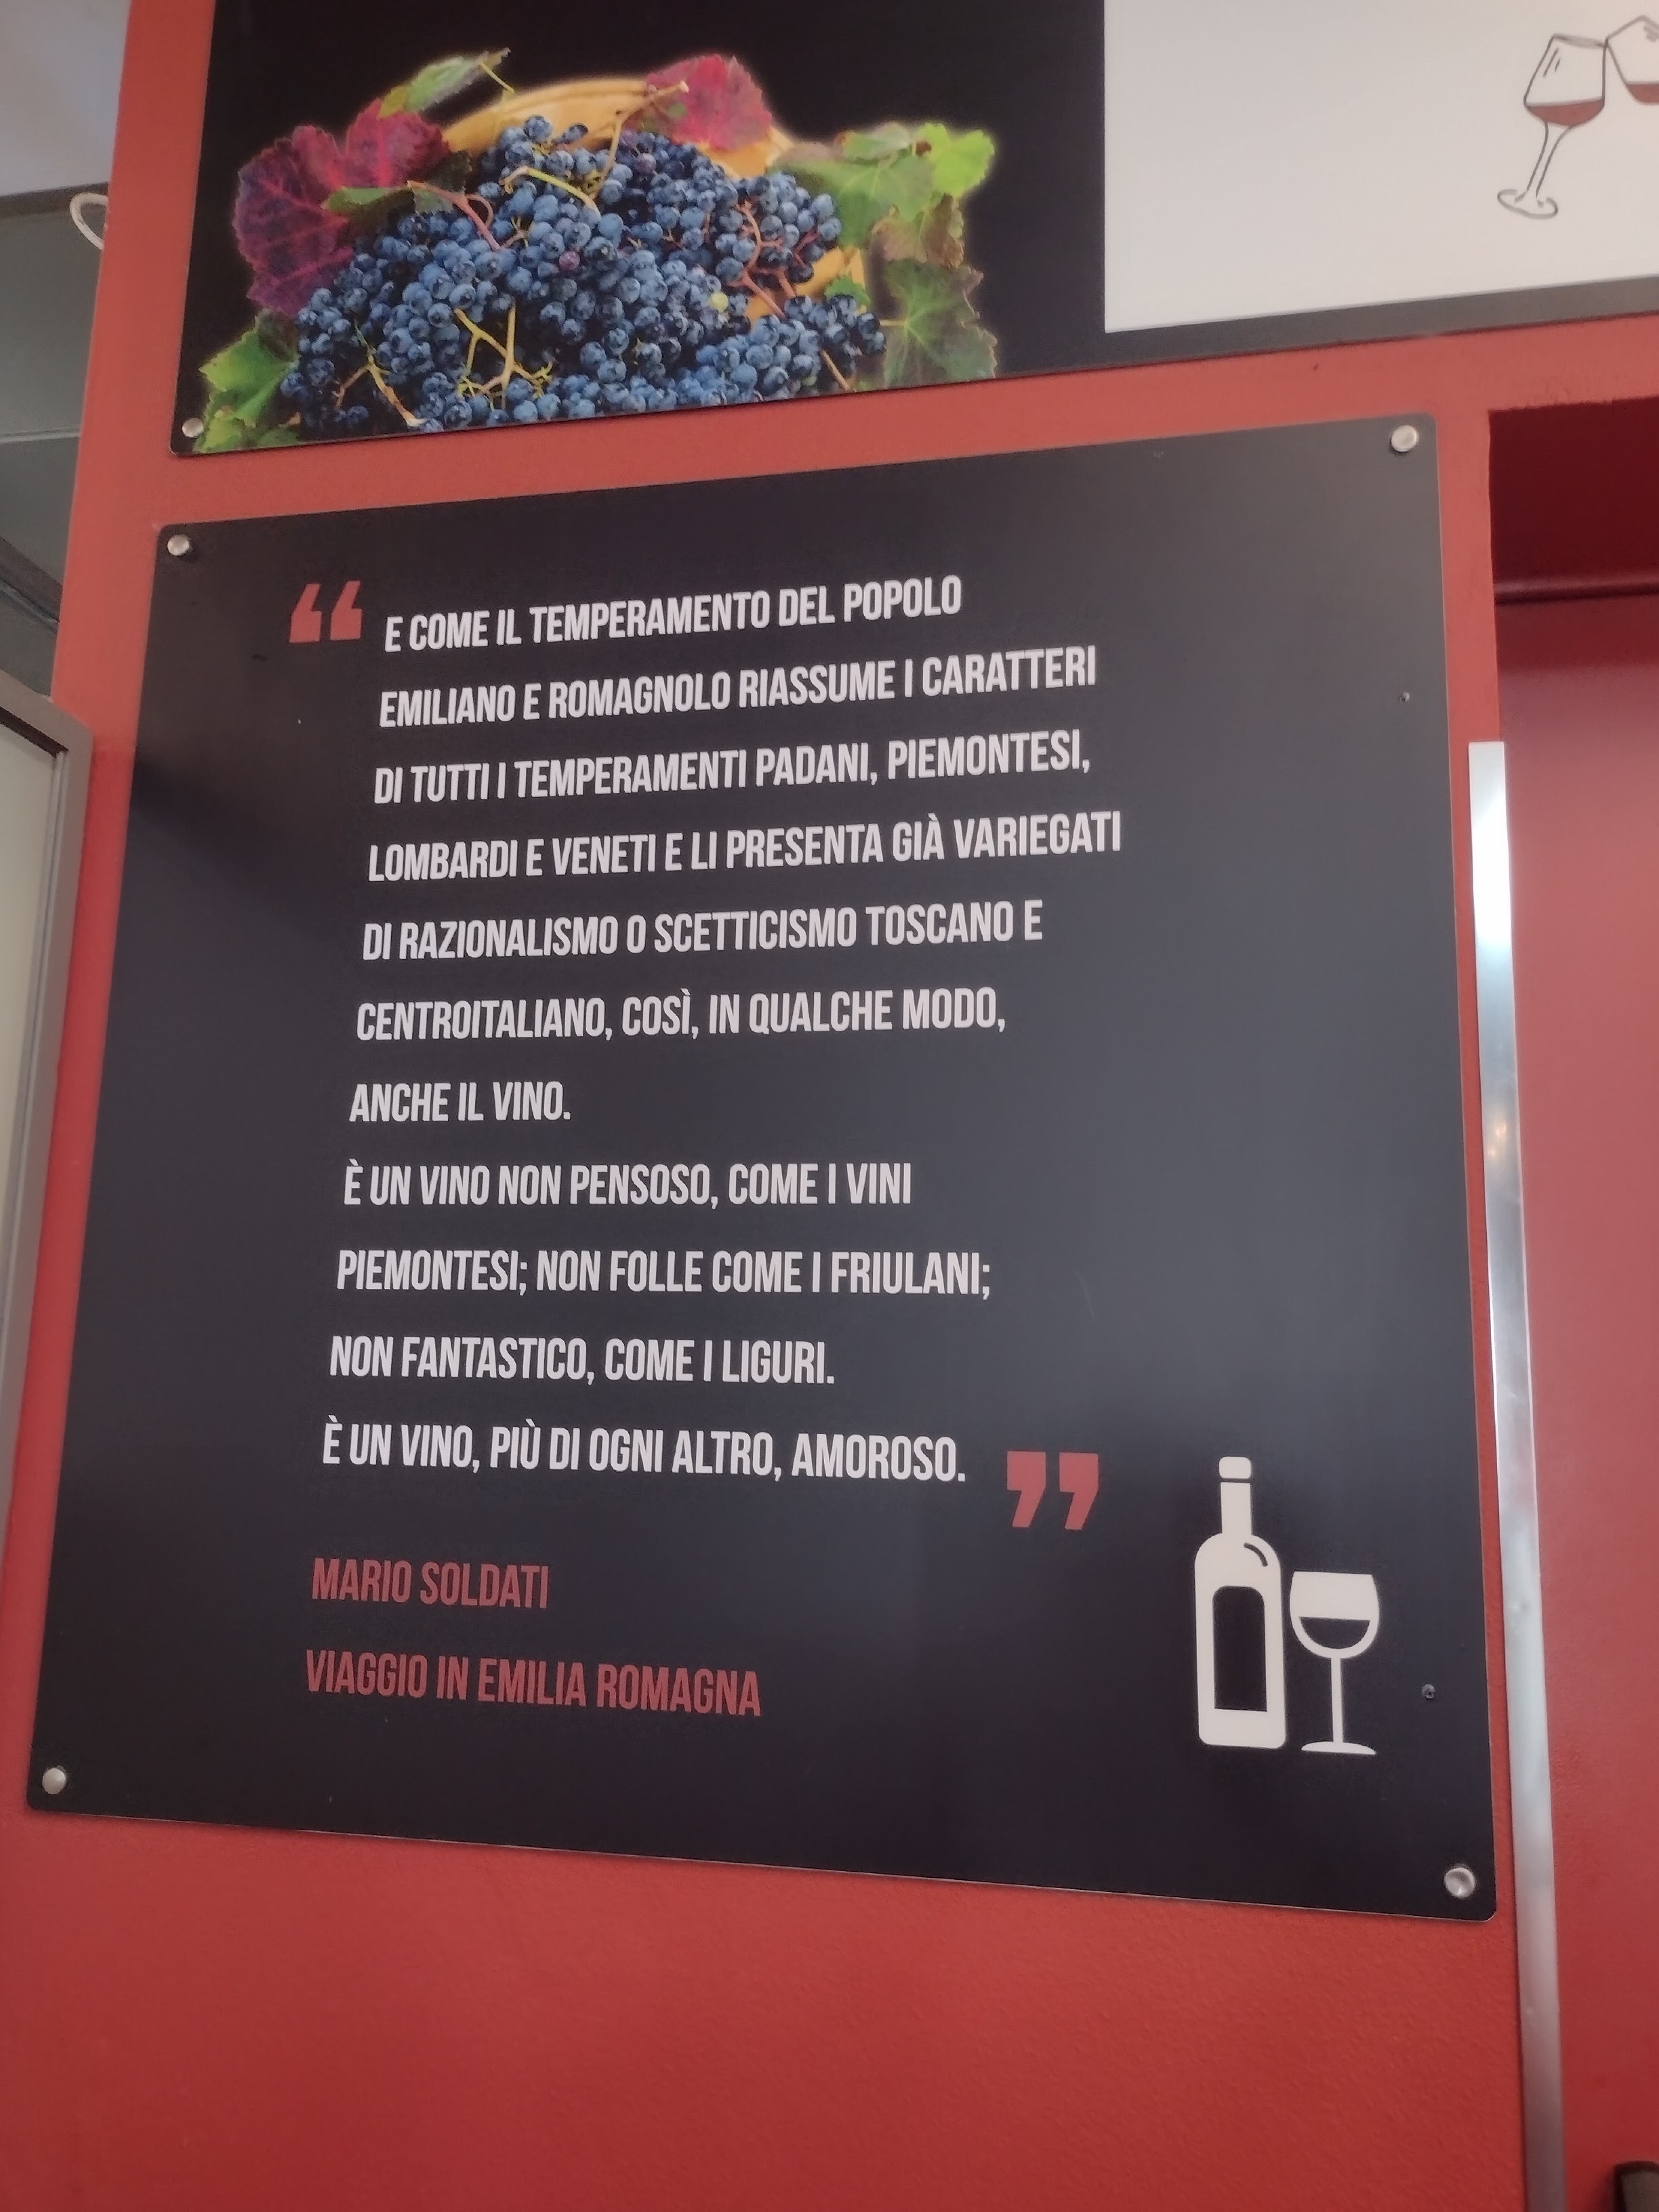 “ E COME IL TEMPERAMENTO DEL POPOLO
EMILIANO E ROMAGNOLO RIASSUME I CARATTERI
DI TUTTI I TEMPERAMENTI PADANI, PIEMONTESI,
LOMBARDI E VENETI E LI PRESENTA GIÀ VARIEGATI
DI RAZIONALISMO O SCETTICISMO TOSCANO E
CENTROITALIANO, COSÌ, IN QUALCHE MODO,
ANCHE IL VINO.
È UN VINO NON PENSOSO, COME I VINI
PIEMONTESI; NON FOLLE COME I FRIULANI;
NON FANTASTICO, COME I LIGURI.
È UN VINO, PIÙ DI OGNI ALTRO, AMOROSO. ”
MARIO SOLDATI
VIAGGIO IN EMILIA ROMAGNA